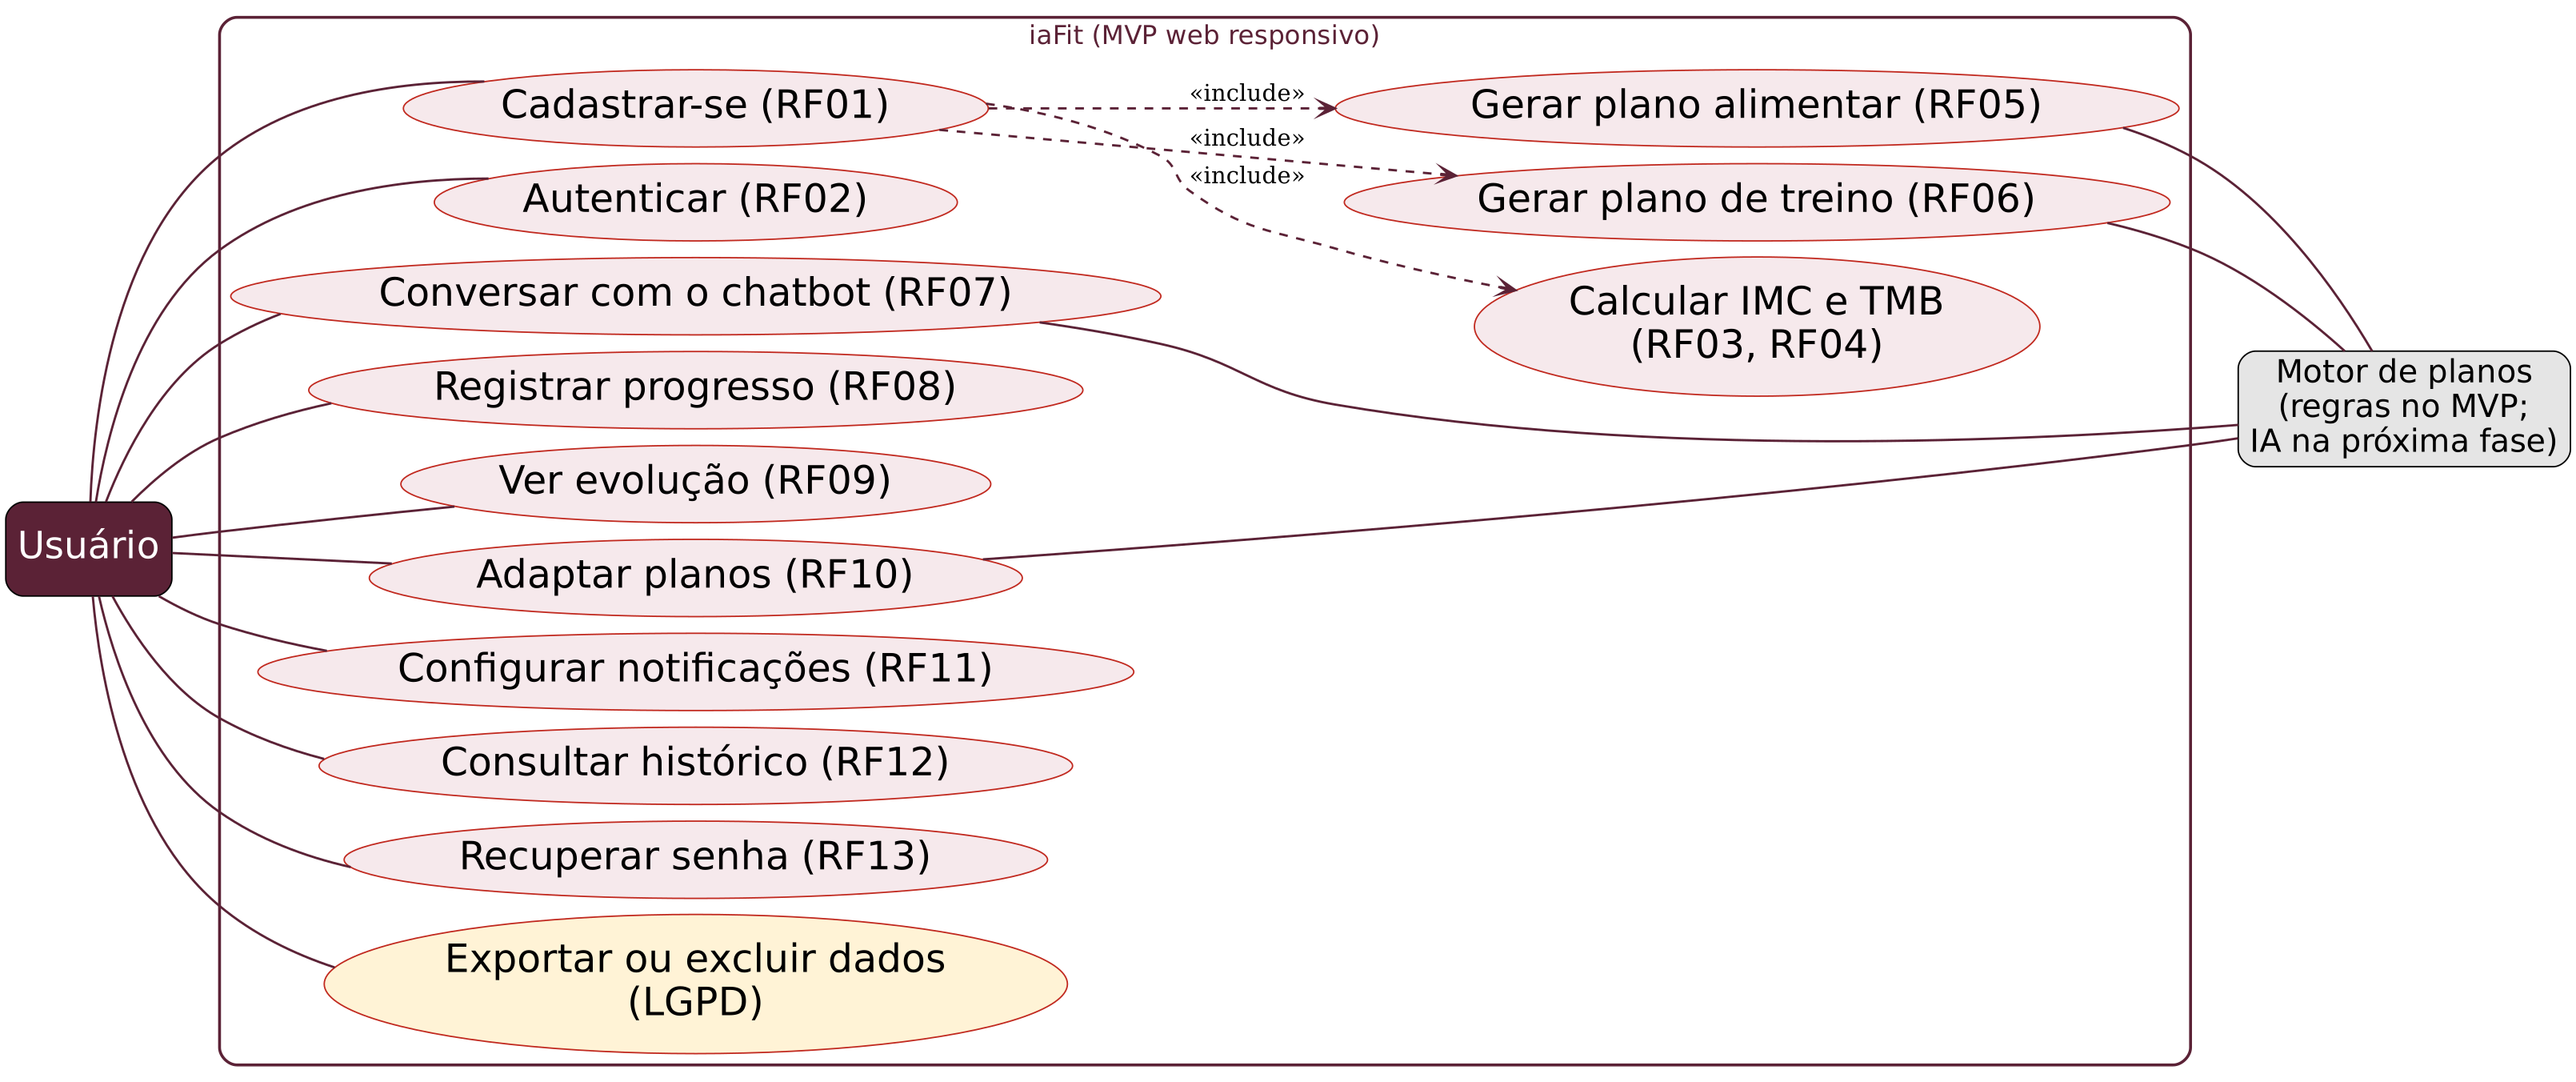 iaFit (MVP web responsivo)
Cadastrar-se (RF01)
«include»
Gerar plano alimentar (RF05)
«include»
«include»
Autenticar (RF02)
Gerar plano de treino (RF06)
Conversar com o chatbot (RF07)
Calcular IMC e TMB
(RF03, RF04)
Registrar progresso (RF08)
Motor de planos
(regras no MVP;
IA na próxima fase)
Ver evolução (RF09)
Usuário
Adaptar planos (RF10)
Configurar notificações (RF11)
Consultar histórico (RF12)
Recuperar senha (RF13)
Exportar ou excluir dados
(LGPD)